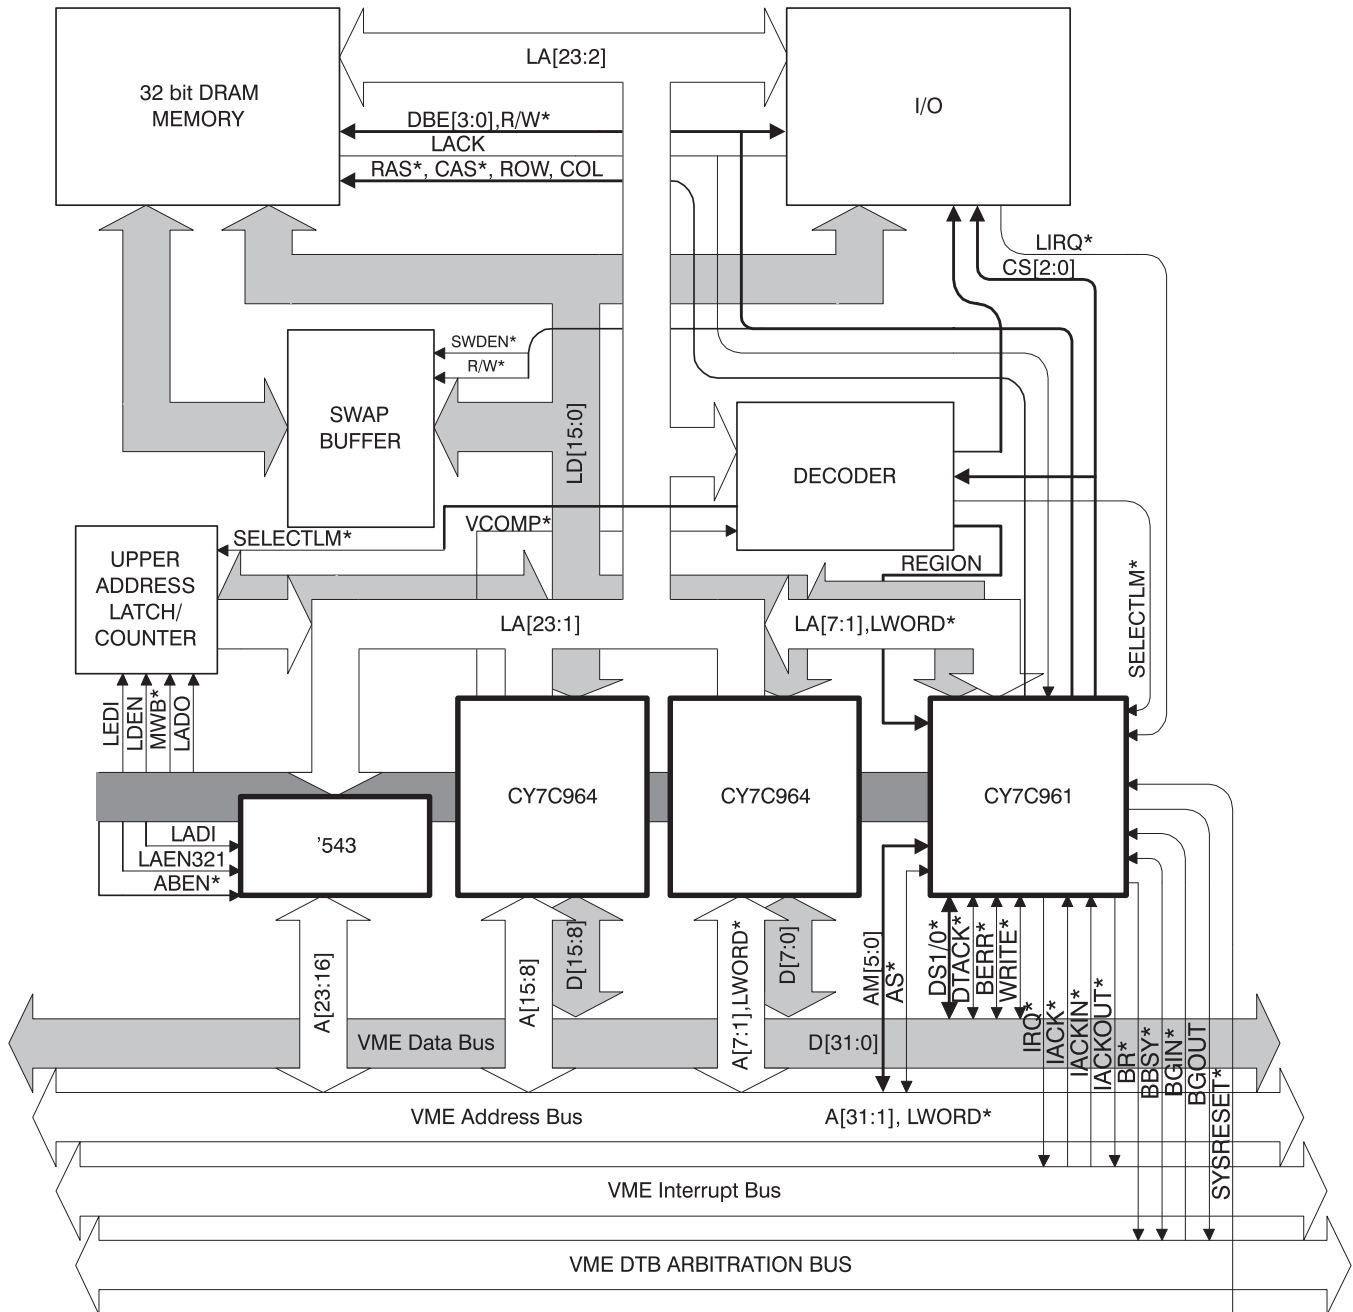 LA[23:2]
32 bit DRAM
MEMORY
I/O
DBE[3:0],R/W*
LACK
RAS*, CAS*, ROW, COL
LIRQ*
CS[2:0]
SWDEN*
R/W*
SWAP
BUFFER
LD[15:0]
DECODER
VCOMP*
SELECTLM*
REGION
SELECTLM*
UPPER
ADDRESS
LATCH/
COUNTER
LA[23:1]
LA[7:1],LWORD*
LEDI
LDEN
MWB*
LADO
CY7C964
CY7C964
CY7C961
LADI
LAEN321
ABEN*
'543
A[23:16]
A[15:8]
D[15:8]
A[7:1],LWORD*
D[7:0]
AM[5:0]
AS*
DS1/0*
DTACK*
BERR*
WRITE*
IRQ*
IACK*
IACKIN*
IACKOUT*
BR*
BBSY*
BGIN*
BGOUT
SYSRESET*
VME Data Bus
D[31:0]
VME Address Bus
A[31:1], LWORD*
VME Interrupt Bus
VME DTB ARBITRATION BUS